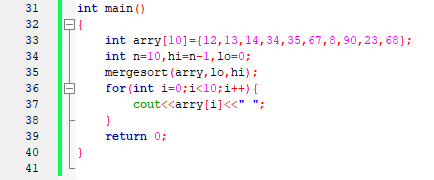 31 int main()
32 {
33 int arry[10]={12,13,14,34,35,67,8,90,23,68};
34 int n=10,hi=n-1,lo=0;
35 mergesort(arry,lo,hi);
36 for(int i=0;i<10;i++){
37 cout<<arry[i]<<" ";
38 }
39 return 0;
40 }
41